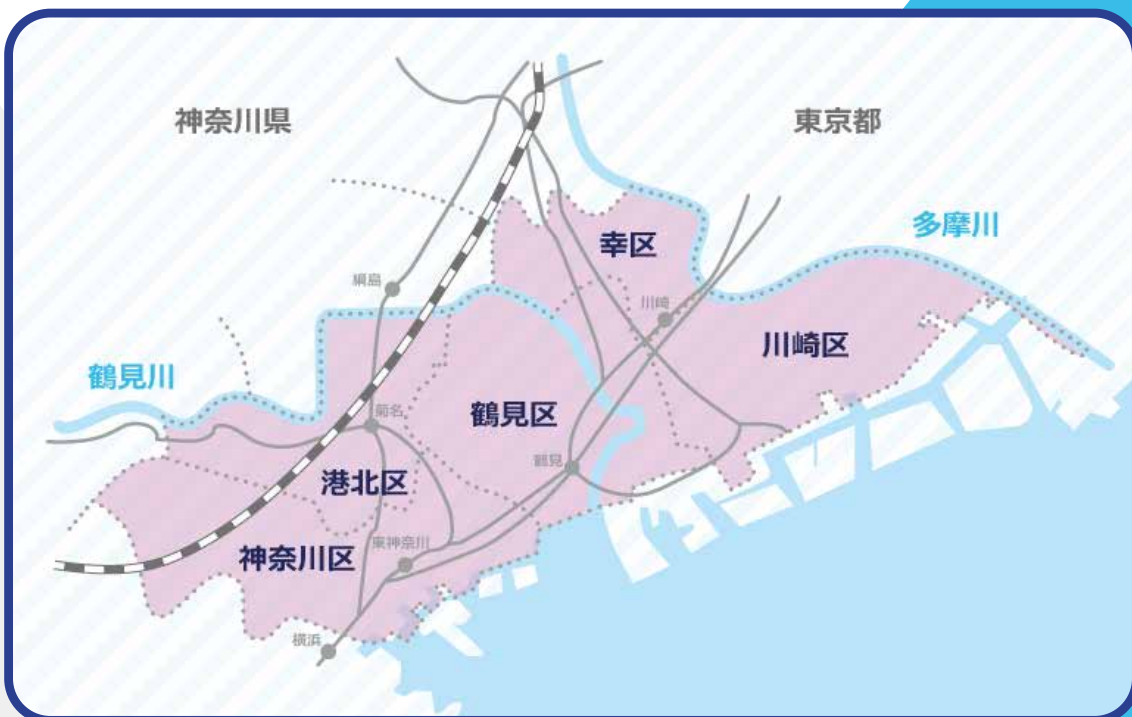 神奈川県
東京都
多摩川
幸区
綱島
川崎
川崎区
鶴見川
鶴見区
菊名
鶴見
港北区
東神奈川
神奈川区
横浜